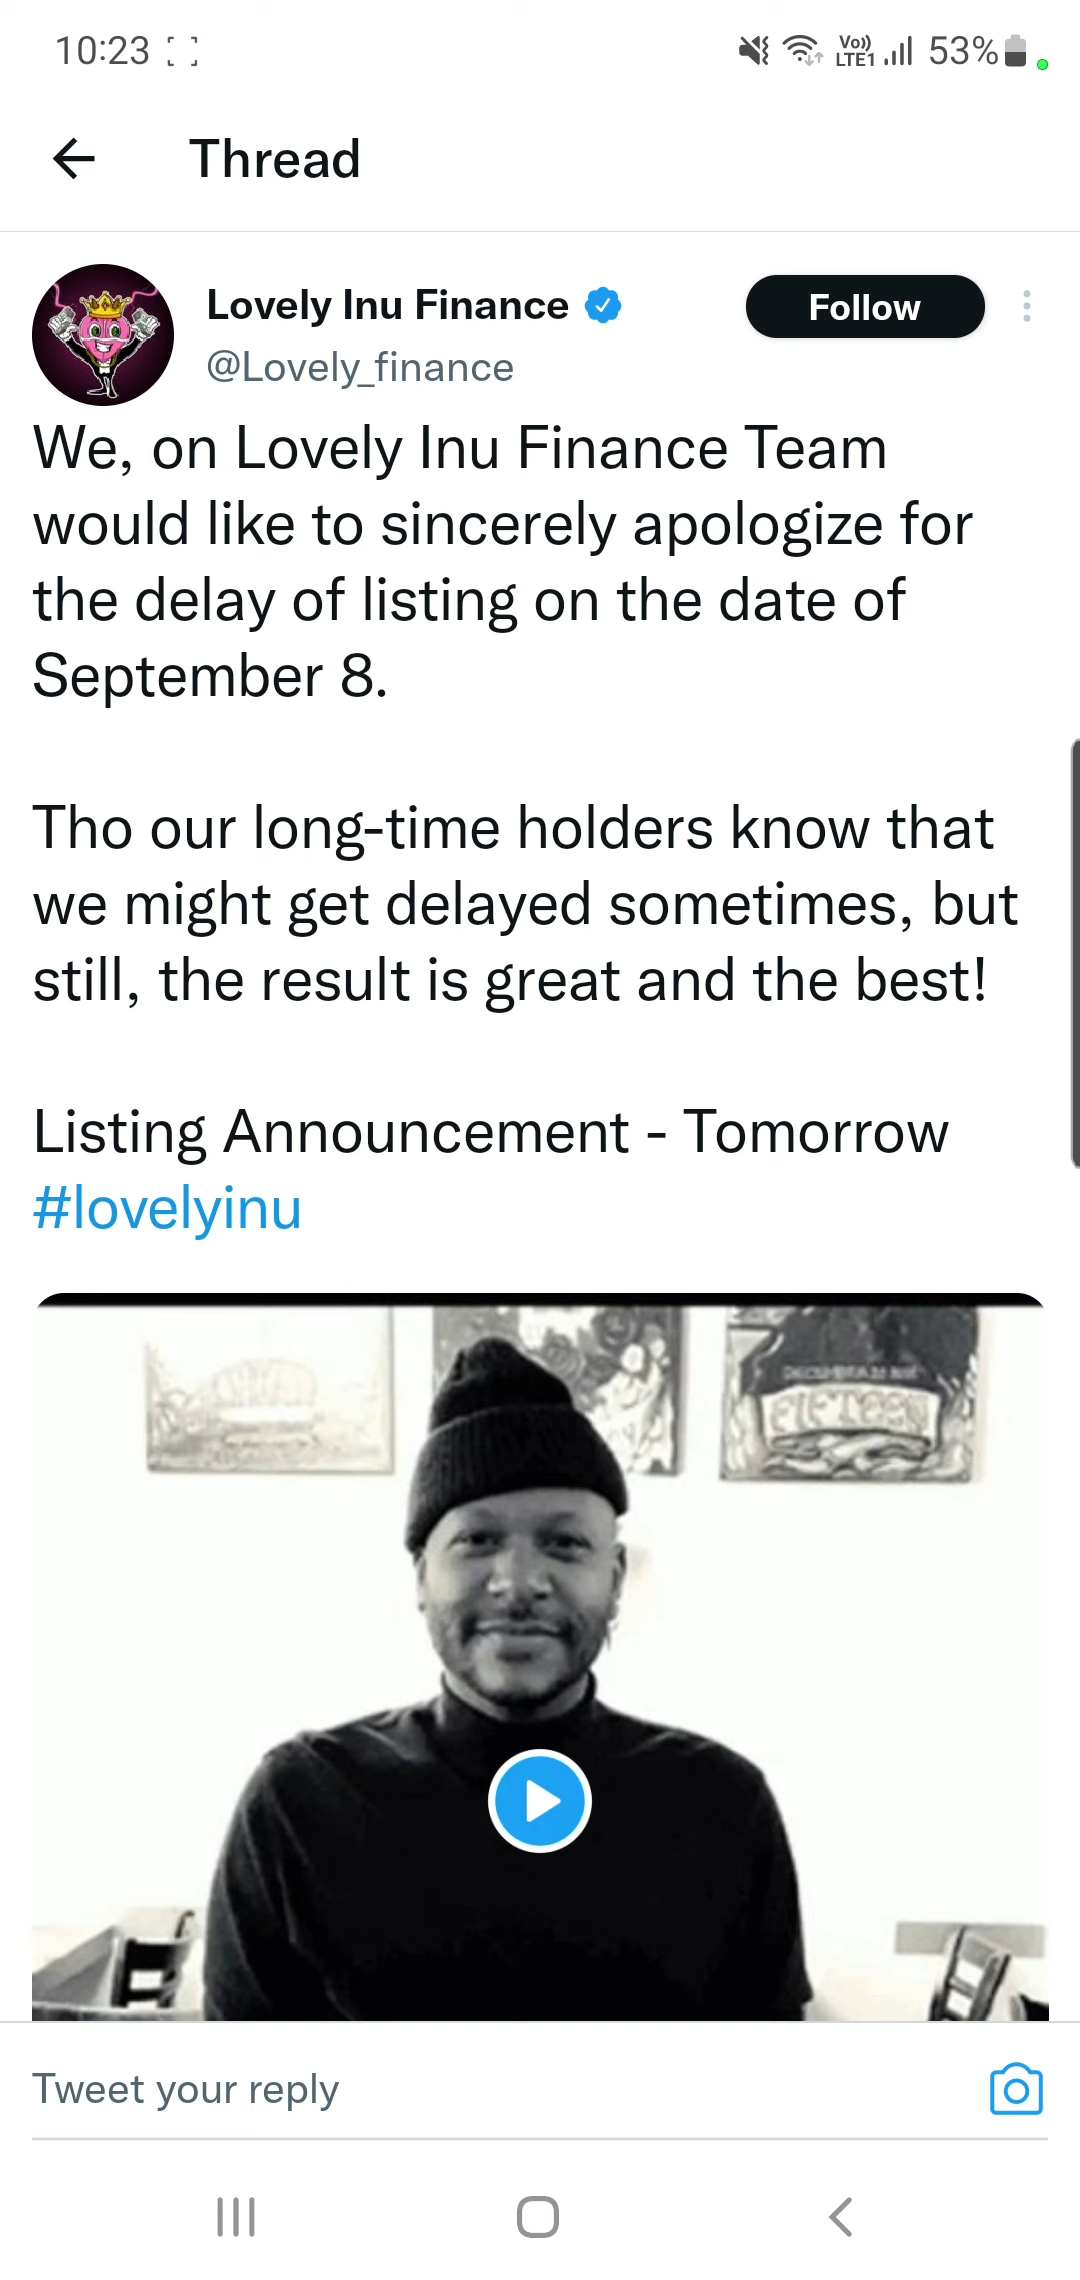 10:23
Vo)) LTE1 53%
Thread
Lovely Inu Finance
Follow
@Lovely_finance
We, on Lovely Inu Finance Team
would like to sincerely apologize for
the delay of listing on the date of
September 8.
Tho our long-time holders know that
we might get delayed sometimes, but
still, the result is great and the best!
Listing Announcement - Tomorrow
#lovelyinu
FIFTEEN
Tweet your reply